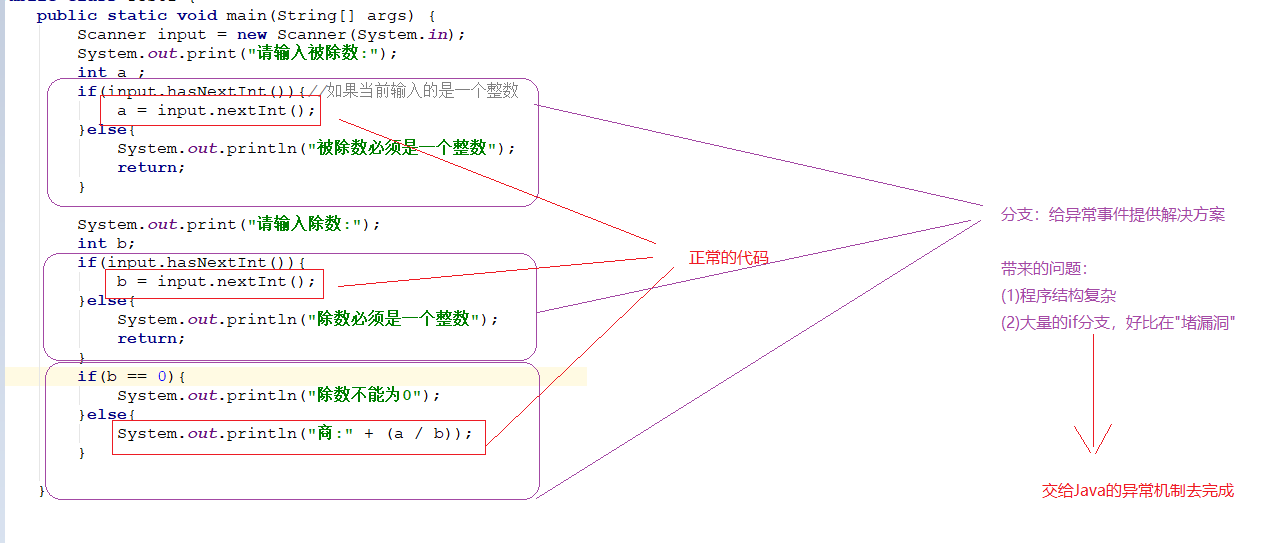 public static void main(String[] args) {
Scanner input = new Scanner(System.in);
System.out.print("请输入被除数:");
int a ;
if(input.hasNextInt()){//如果当前输入的是一个整数
a = input.nextInt();
}else{
System.out.println("被除数必须是一个整数");
return;
}
System.out.print("请输入除数:");
int b;
if(input.hasNextInt()){
b = input.nextInt();
}else{
System.out.println("除数必须是一个整数");
return;
}
if(b == 0){
System.out.println("除数不能为0");
}else{
System.out.println("商:" + (a / b));
}
}
正常的代码
分支：给异常事件提供解决方案
带来的问题：
(1)程序结构复杂
(2)大量的if分支，好比在"堵漏洞"
交给Java的异常机制去完成